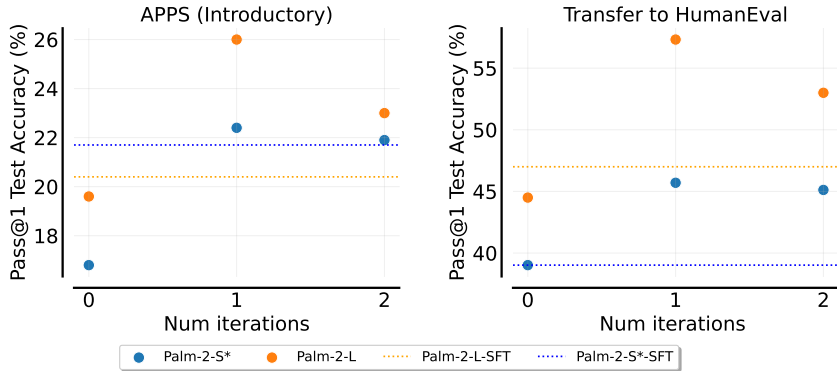 APPS (Introductory)
Pass@1 Test Accuracy (%)
26
24
22
20
18
0 1 2
Num iterations
Transfer to HumanEval
Pass@1 Test Accuracy (%)
55
50
45
40
0 1 2
Num iterations
Palm-2-S* Palm-2-L Palm-2-L-SFT Palm-2-S*-SFT